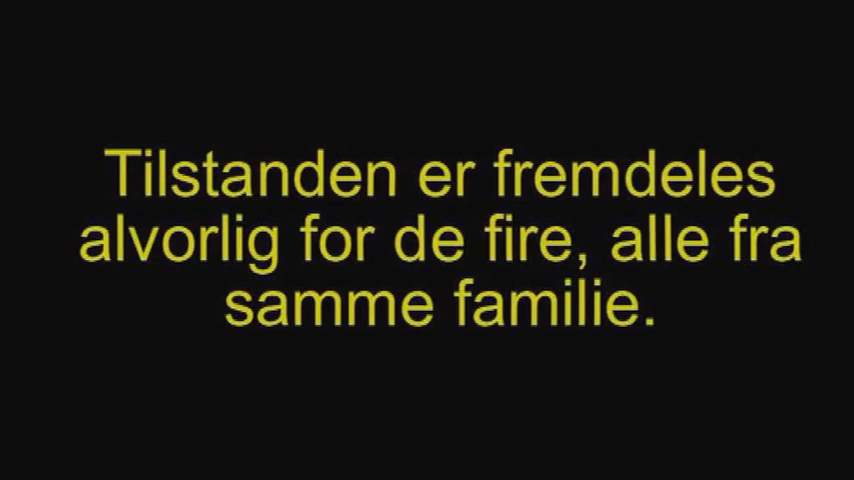 Tilstanden er fremdeles
alvorlig for de fire, alle fra
samme familie.